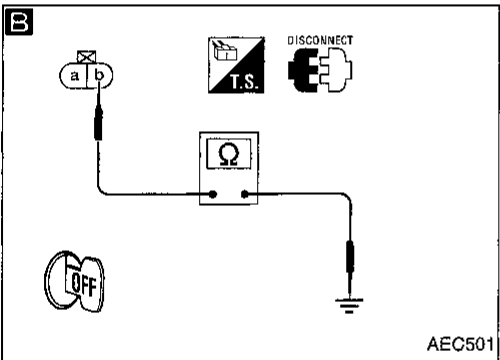 B
DISCONNECT
a b
T.S.
Ω
OFF
AEC501